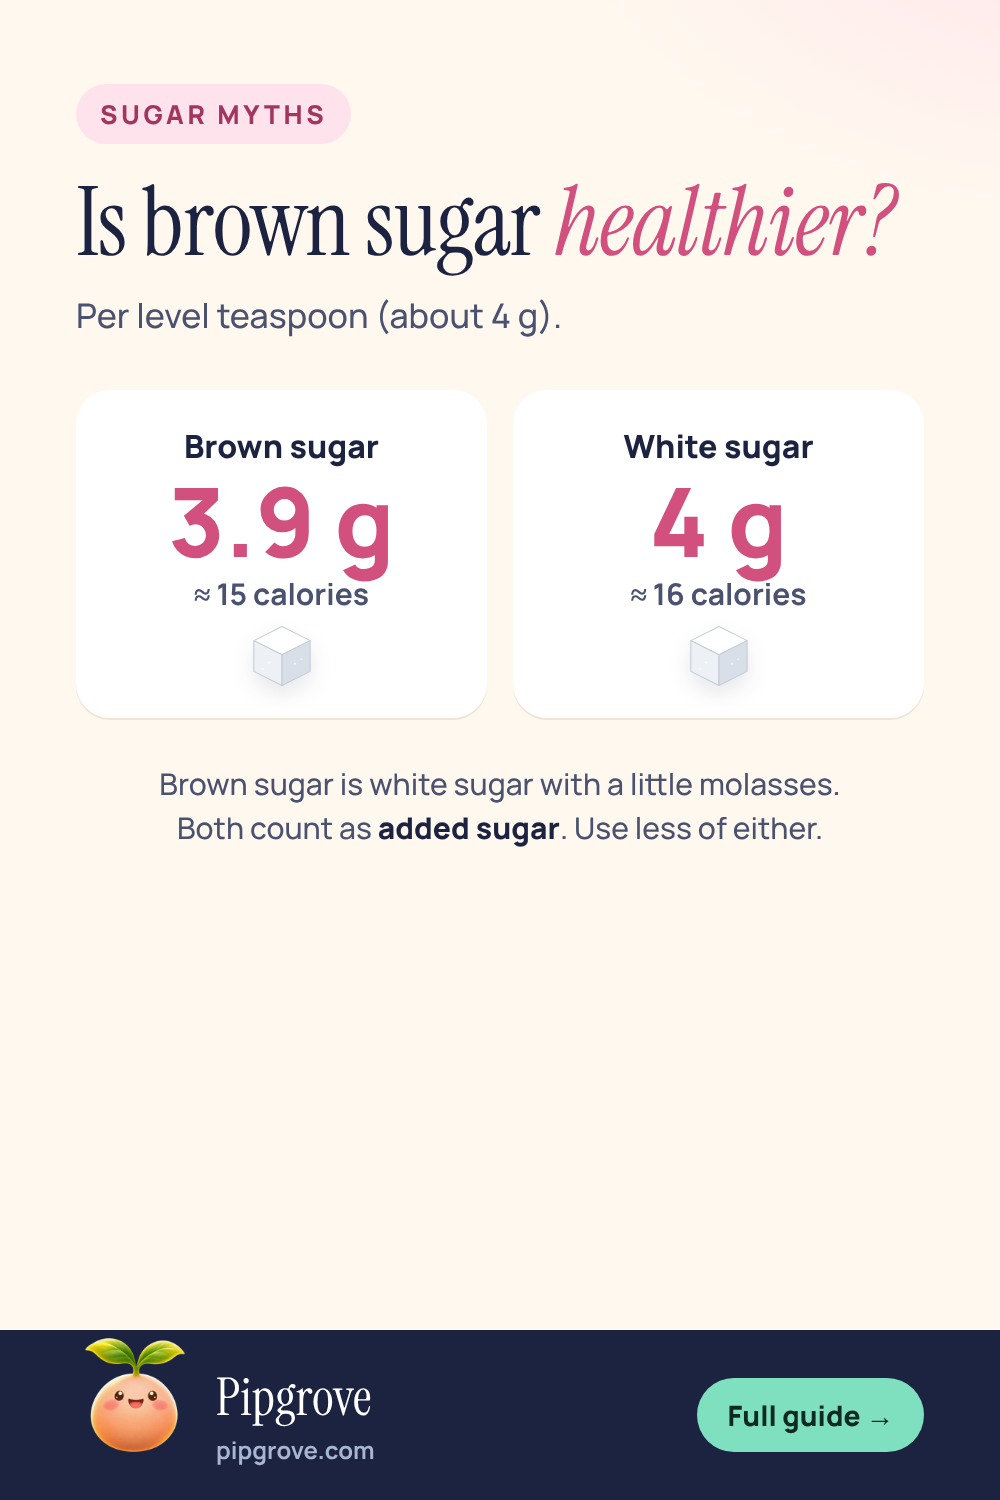 SUGAR MYTHS
Is brown sugar healthier?
Per level teaspoon (about 4 g).
Brown sugar
3.9 g
≈ 15 calories
White sugar
4 g
≈ 16 calories
Brown sugar is white sugar with a little molasses.
Both count as added sugar. Use less of either.
Pipgrove
pipgrove.com
Full guide →